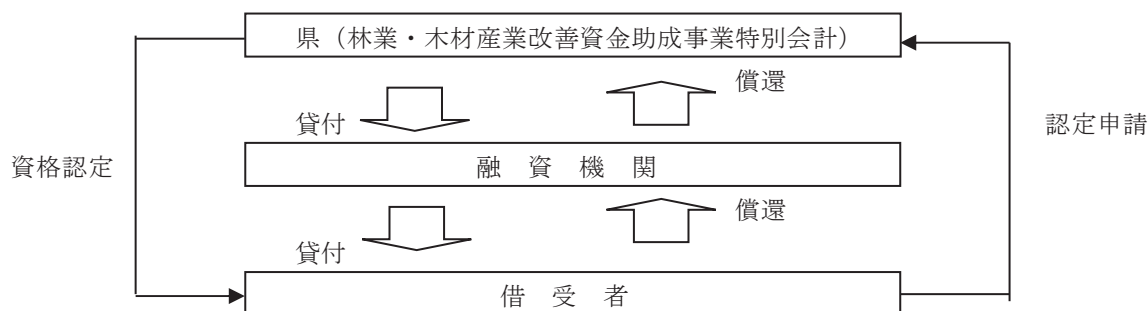 県（林業・木材産業改善資金助成事業特別会計）
償還
貸付
認定申請
融　資　機　関
資格認定
償還
貸付
借　受　者